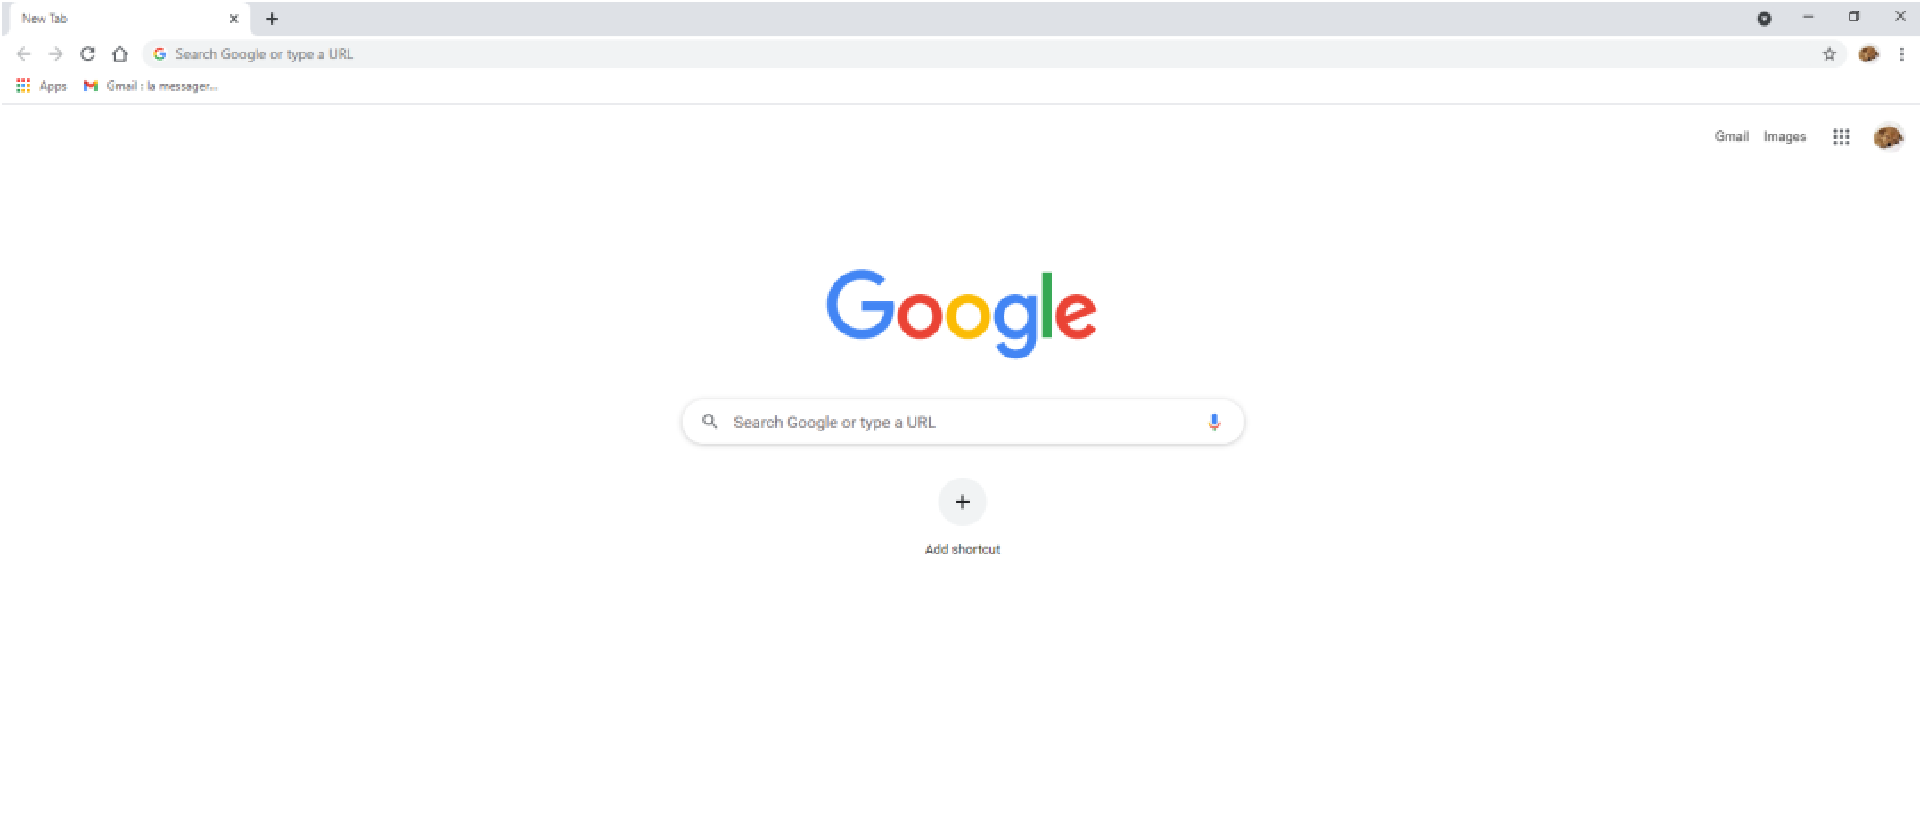 New Tab
Search Google or type a URL
Apps Gmail : la messager...
Gmail Images
Google
Search Google or type a URL
Add shortcut